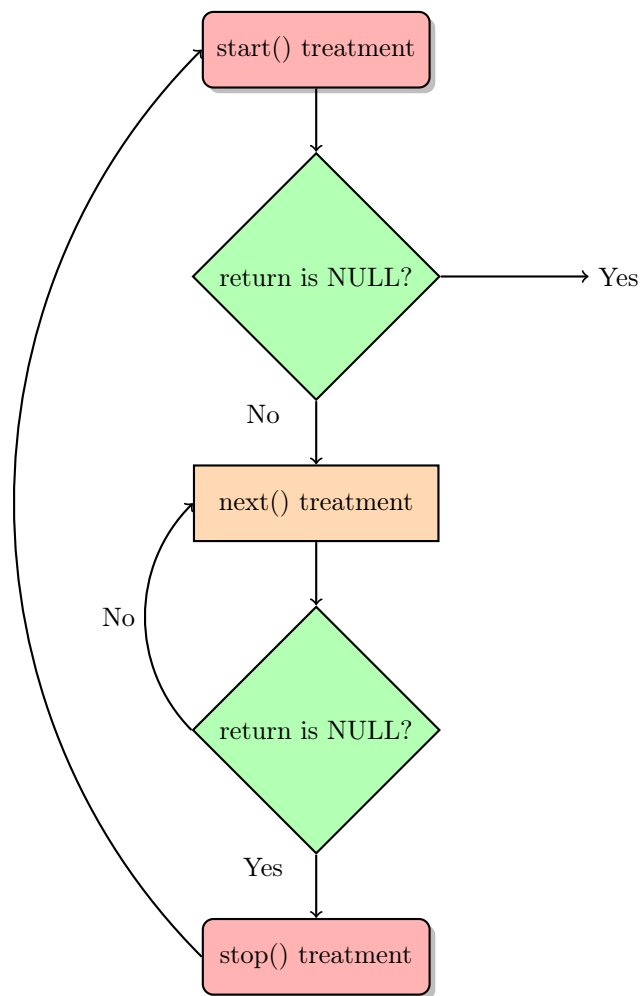 start() treatment
return is NULL?
Yes
No
next() treatment
No
return is NULL?
Yes
stop() treatment